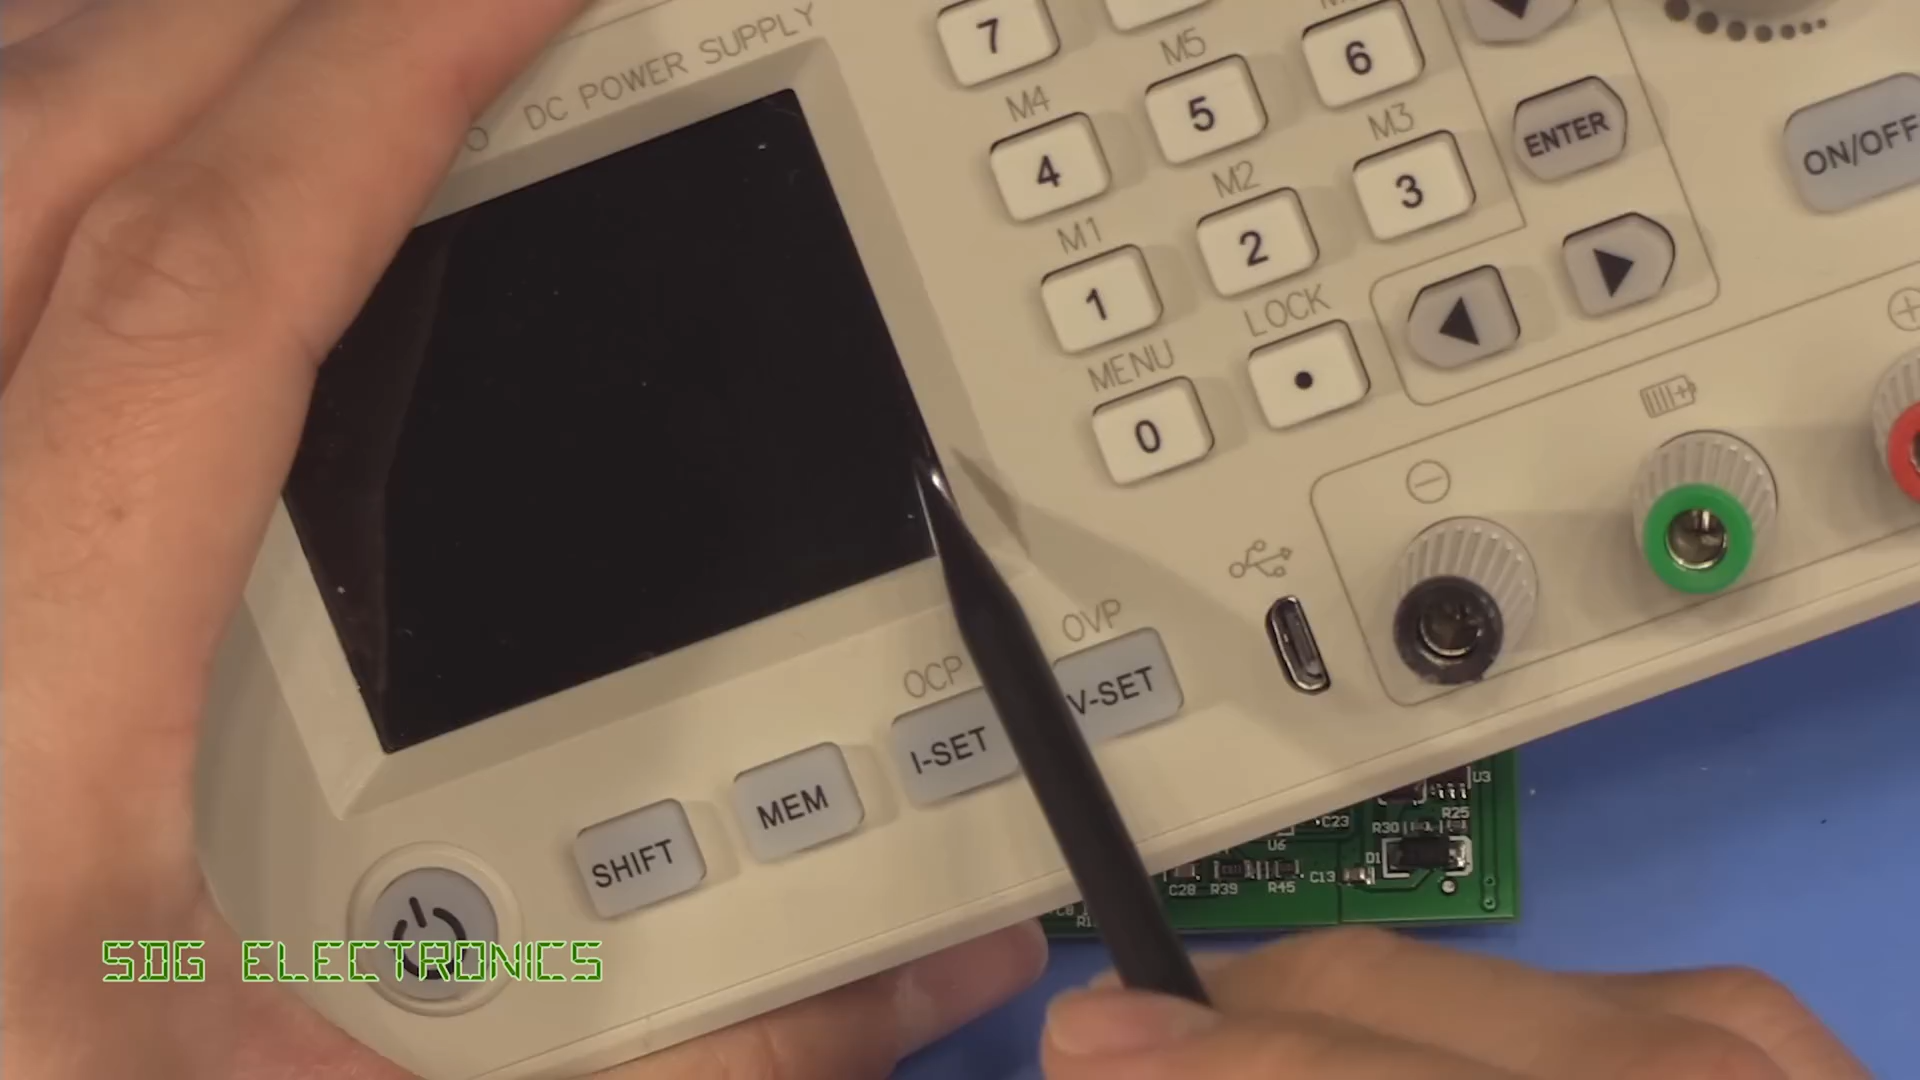 DC POWER SUPPLY
7
M5
6
M4
5
M3
ENTER
ON/OFF
4
M2
3
M1
2
1
LOCK
MENU
0
OVP
OCP
V-SET
I-SET
MEM
SHIFT
U3
R25
C23
R30
U6
D1
C28 R39 R45 C13
SDG ELECTRONICS